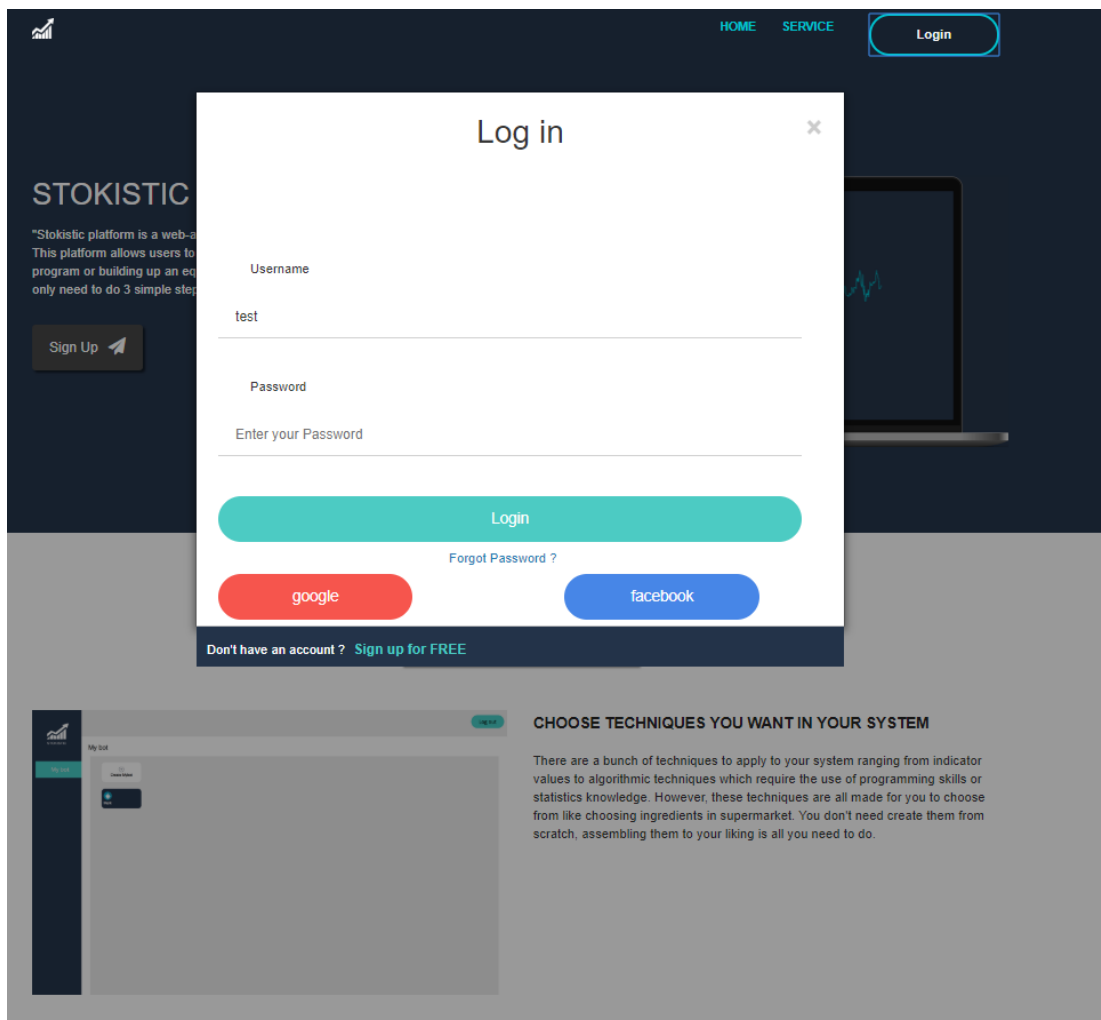 HOME SERVICE Login
Log in ×
STOKISTIC
"Stokistic platform is a web-a
This platform allows users to
program or building up an eq
only need to do 3 simple step
Sign Up
Username
test
Password
Enter your Password
Login
Forgot Password ?
google facebook
Don't have an account ? Sign up for FREE
Log out
My bot
My bot
CHOOSE TECHNIQUES YOU WANT IN YOUR SYSTEM
There are a bunch of techniques to apply to your system ranging from indicator
values to algorithmic techniques which require the use of programming skills or
statistics knowledge. However, these techniques are all made for you to choose
from like choosing ingredients in supermarket. You don't need create them from
scratch, assembling them to your liking is all you need to do.